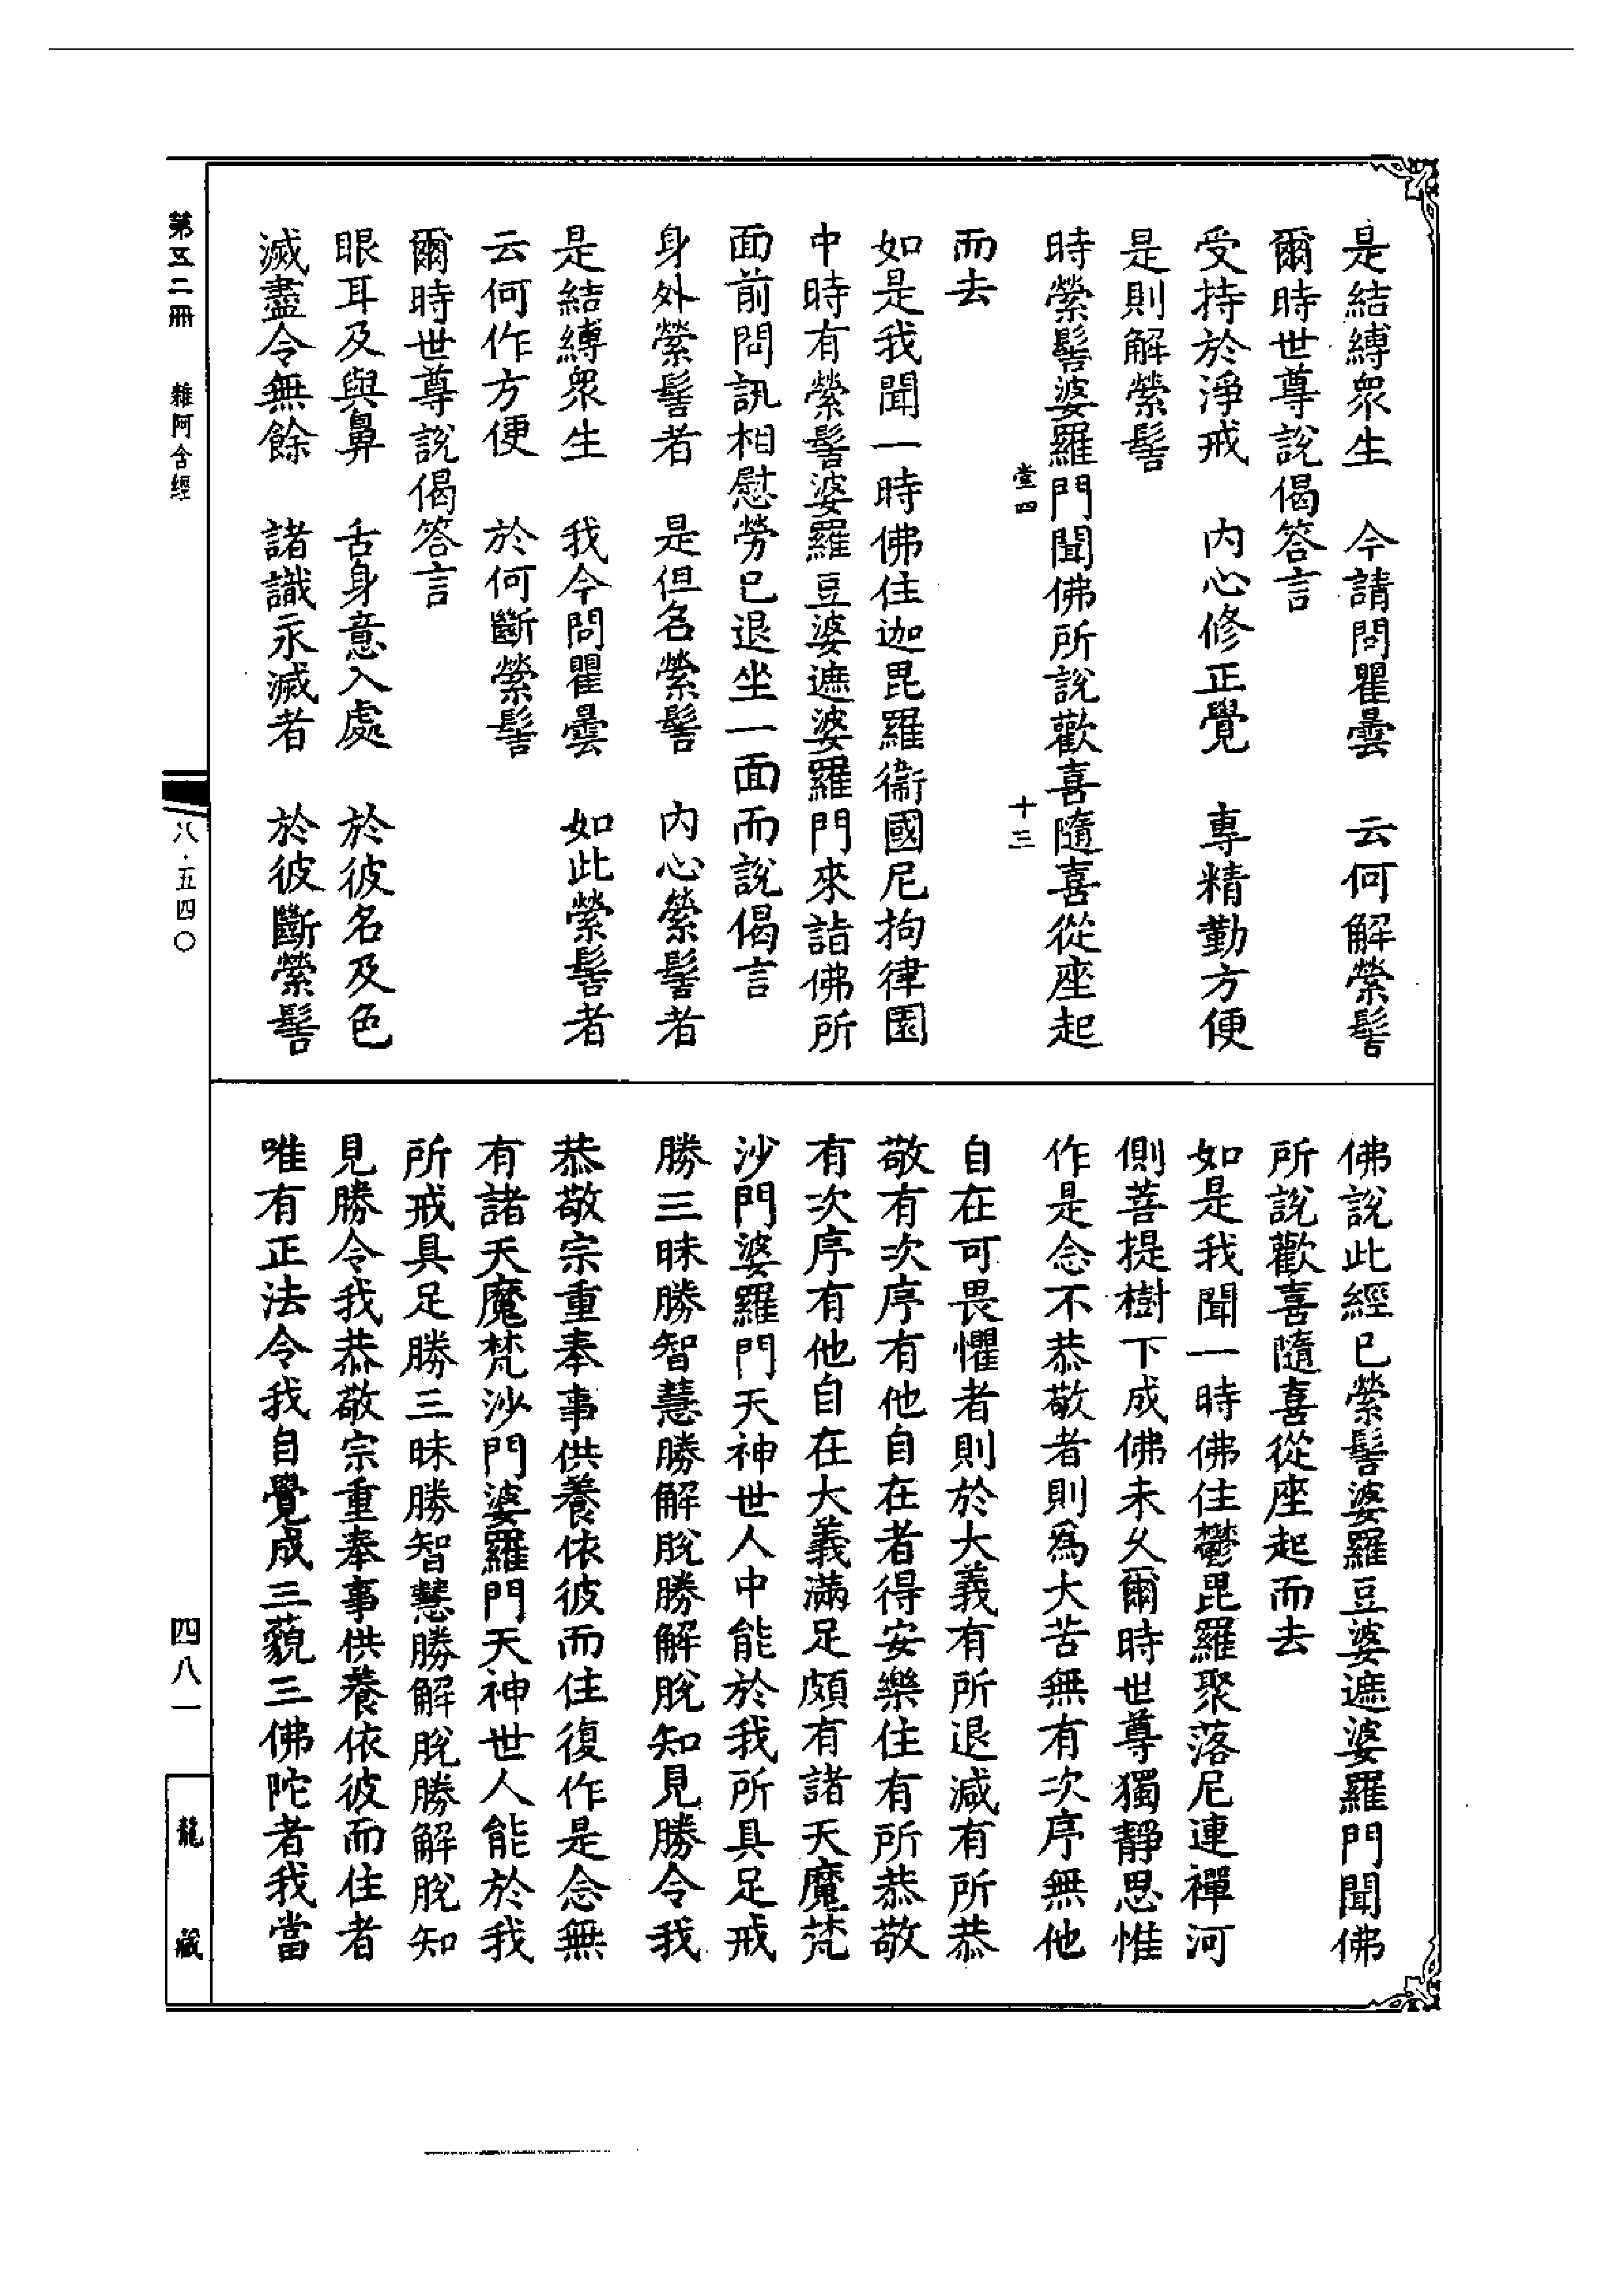 是結縛眾生　今請問瞿曇　云何解縈髻
爾時世尊說偈答言
受持於淨戒　內心修正覺　專精勤方便
是則解縈髻
時縈髻婆羅門聞佛所說歡喜隨喜從座起
堂四　十三
而去
如是我聞一時佛住迦毘羅衛國尼拘律園
中時有縈髻婆羅豆婆遮婆羅門來詣佛所
面前問訊相慰勞已退坐一面而說偈言
身外縈髻者　是但名縈髻　內心縈髻者
是結縛眾生　我今問瞿曇　如此縈髻者
云何作方便　於何斷縈髻
爾時世尊說偈答言
眼耳及與鼻　舌身意入處　於彼名及色
滅盡令無餘　諸識永滅者　於彼斷縈髻
佛說此經已縈髻婆羅豆婆遮婆羅門聞佛
所說歡喜隨喜從座起而去
如是我聞一時佛住鬱毘羅聚落尼連禪河
側菩提樹下成佛未久爾時世尊獨靜思惟
作是念不恭敬者則為大苦無有次序無他
自在可畏懼者則於大義有所退減有所恭
敬有次序有他自在者得安樂住有所恭敬
有次序有他自在大義滿足頗有諸天魔梵
沙門婆羅門天神世人中能於我所具足戒
勝三昧勝智慧勝解脫勝解脫知見勝令我
恭敬宗重奉事供養依彼而住復作是念無
有諸天魔梵沙門婆羅門天神世人能於我
所戒具足勝三昧勝智慧勝解脫勝解脫知
見勝令我恭敬宗重奉事供養依彼而住者
唯有正法令我自覺成三藐三佛陀者我當
第五二冊　雜阿含經
八·五四〇
四八一
龍藏